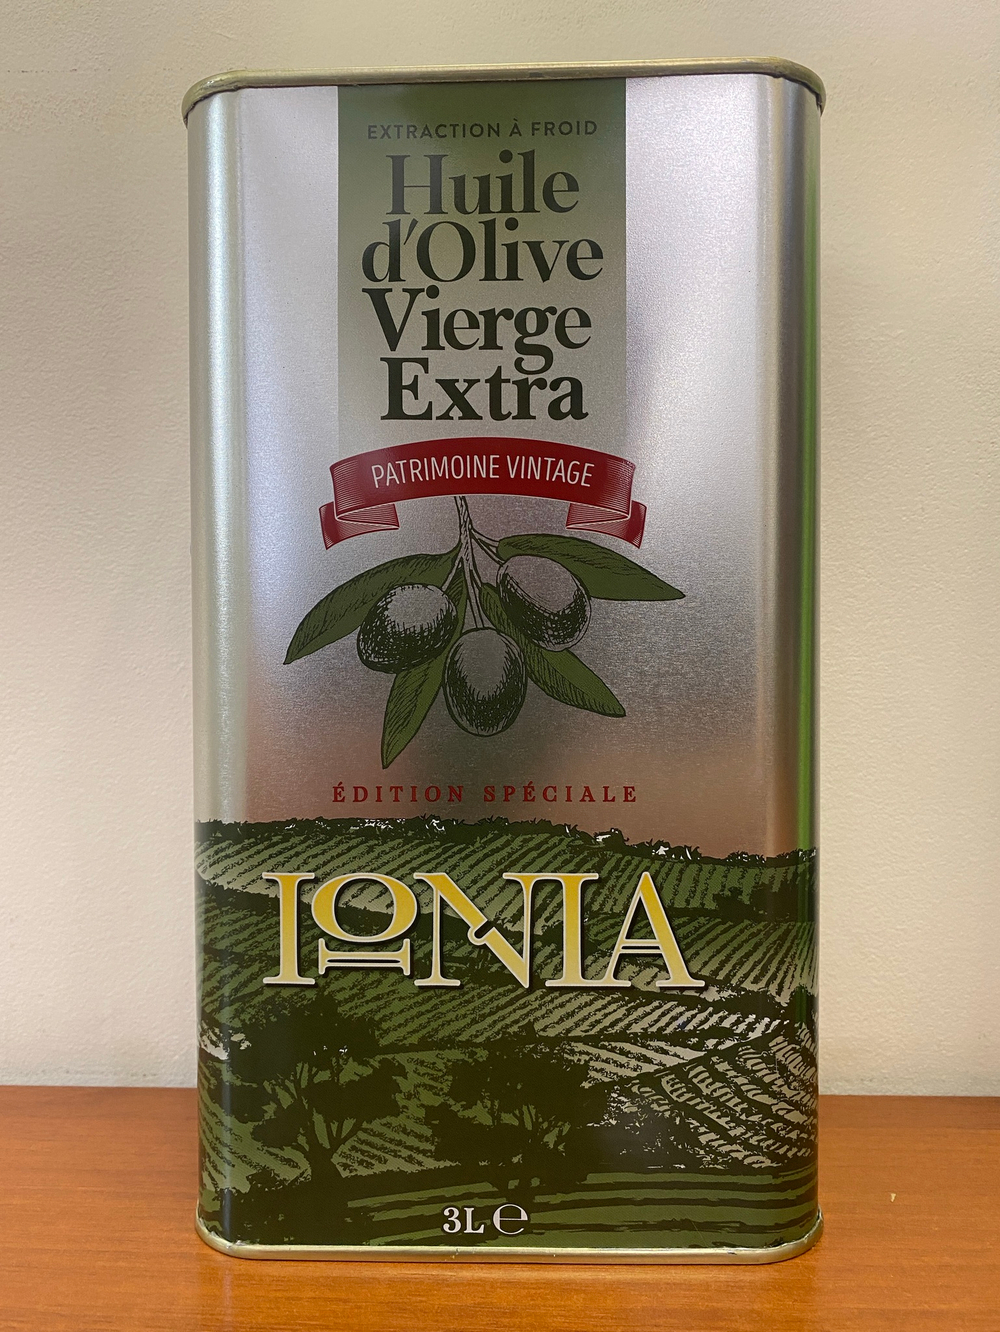 EXTRACTION À FROID
Huile
d'Olive
Vierge
Extra
PATRIMOINE VINTAGE
ÉDITION SPÉCIALE
IONIA
3L ℮